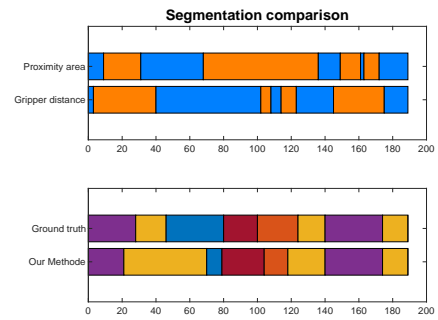 Segmentation comparison
Proximity area
Gripper distance
0 20 40 60 80 100 120 140 160 180 200
Ground truth
Our Methode
0 20 40 60 80 100 120 140 160 180 200